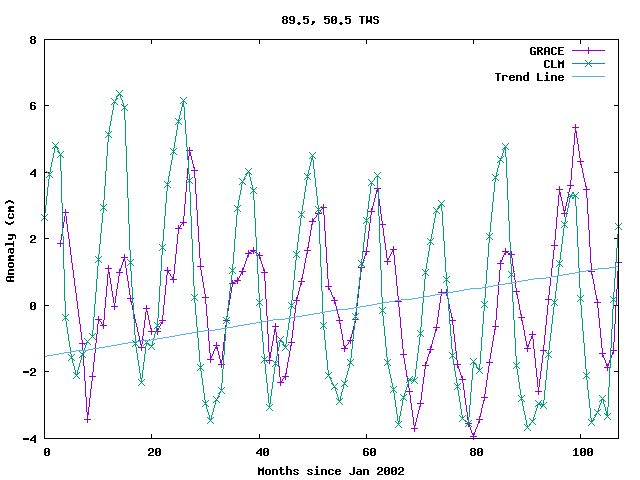 89.5, 50.5 TWS
GRACE
CLM
Trend Line
8
6
4
2
0
-2
-4
Anomaly (cm)
0 20 40 60 80 100
Months since Jan 2002